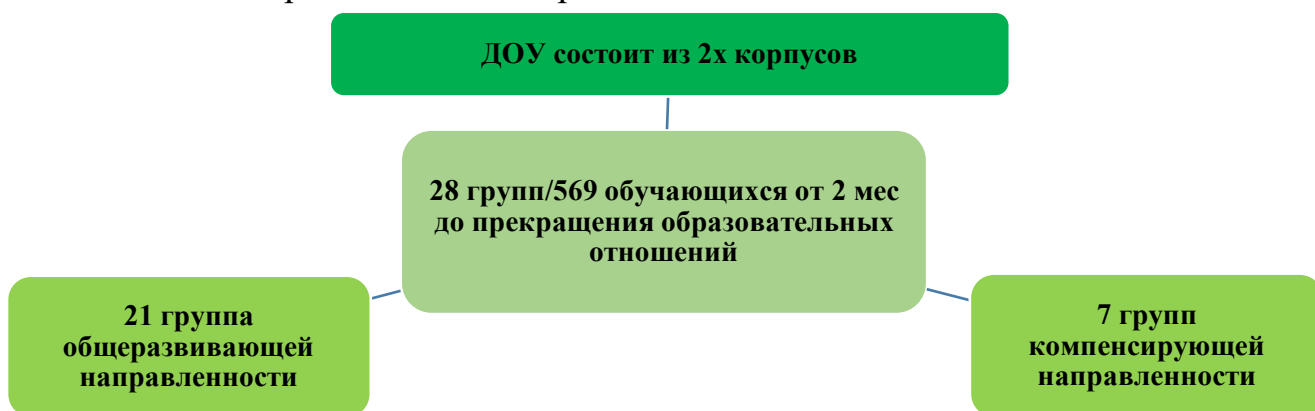 ДОУ состоит из 2х корпусов
28 групп/569 обучающихся от 2 мес
до прекращения образовательных
отношений
21 группа
общеразвивающей
направленности
7 групп
компенсирующей
направленности